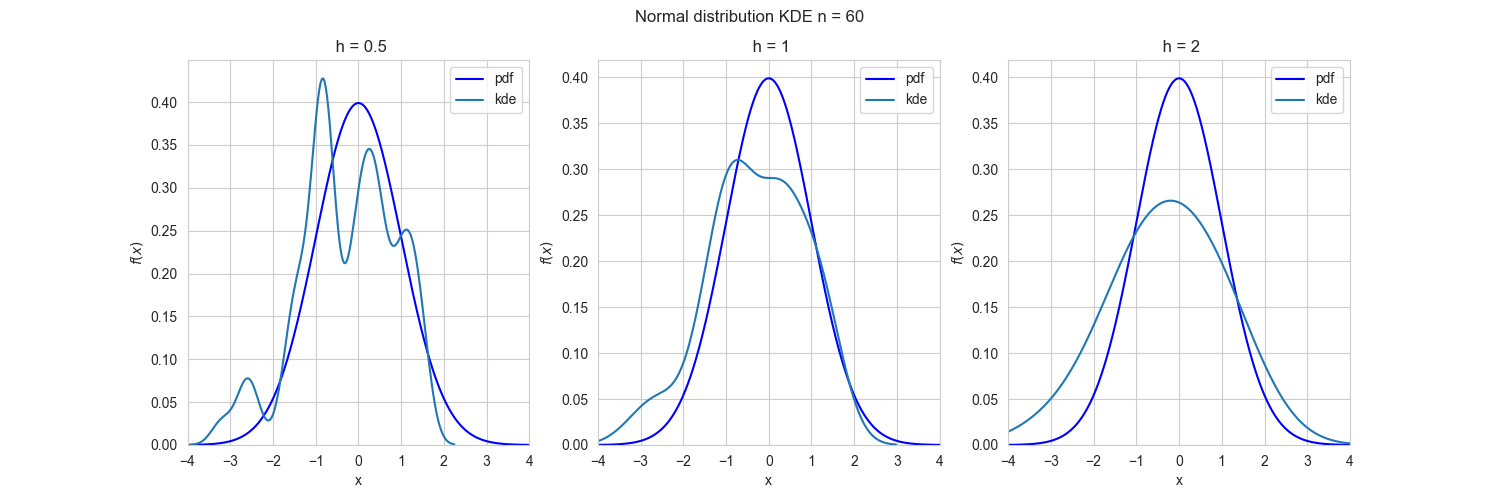 Normal distribution KDE n = 60
h = 0.5
pdf
kde
0.40
0.35
0.30
0.25
0.20
0.15
0.10
0.05
0.00
f(x)
−4 −3 −2 −1 0 1 2 3 4
x
h = 1
pdf
kde
0.40
0.35
0.30
0.25
0.20
0.15
0.10
0.05
0.00
f(x)
−4 −3 −2 −1 0 1 2 3 4
x
h = 2
pdf
kde
0.40
0.35
0.30
0.25
0.20
0.15
0.10
0.05
0.00
f(x)
−4 −3 −2 −1 0 1 2 3 4
x